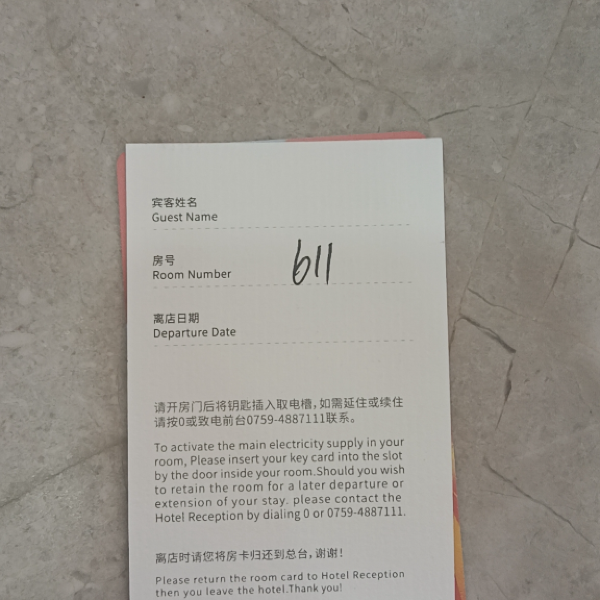 宾客姓名
Guest Name
房号
Room Number 611
离店日期
Departure Date
请开房门后将钥匙插入取电槽，如需延住或续住
请按0或致电前台0759-4887111联系。
To activate the main electricity supply in your
room, Please insert your key card into the slot
by the door inside your room.Should you wish
to retain the room for a later departure or
extension of your stay. please contact the
Hotel Reception by dialing 0 or 0759-4887111.
离店时请您将房卡归还到总台，谢谢！
Please return the room card to Hotel Reception
then you leave the hotel.Thank you!